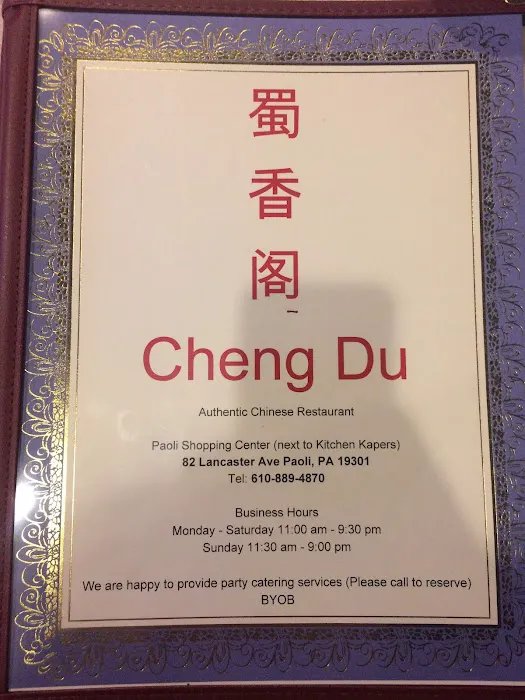 蜀
香
阁
Cheng Du
Authentic Chinese Restaurant
Paoli Shopping Center (next to Kitchen Kapers)
82 Lancaster Ave Paoli, PA 19301
Tel: 610-889-4870
Business Hours
Monday - Saturday 11:00 am - 9:30 pm
Sunday 11:30 am - 9:00 pm
We are happy to provide party catering services (Please call to reserve)
BYOB